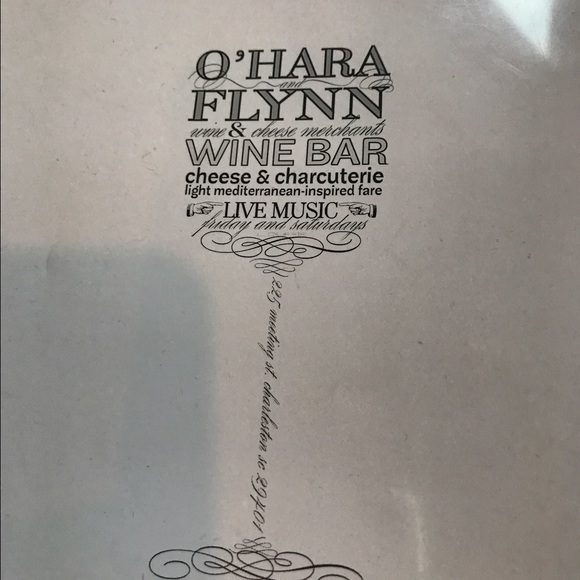 O'HARA
and
FLYNN
wine & cheese merchants
WINE BAR
cheese & charcuterie
light mediterranean-inspired fare
LIVE MUSIC
friday and saturdays
225 meeting st. charleston sc 29401